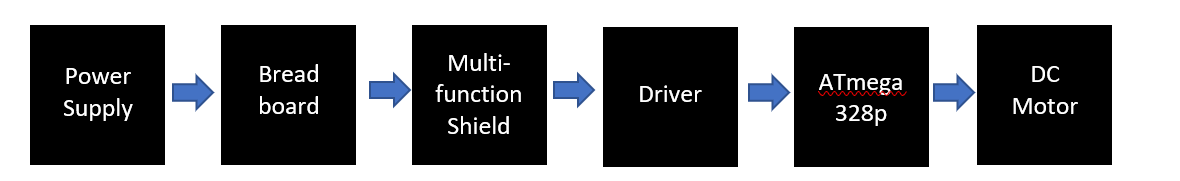 Power
Supply
Bread
board
Multi-
function
Shield
Driver
ATmega
328p
DC
Motor